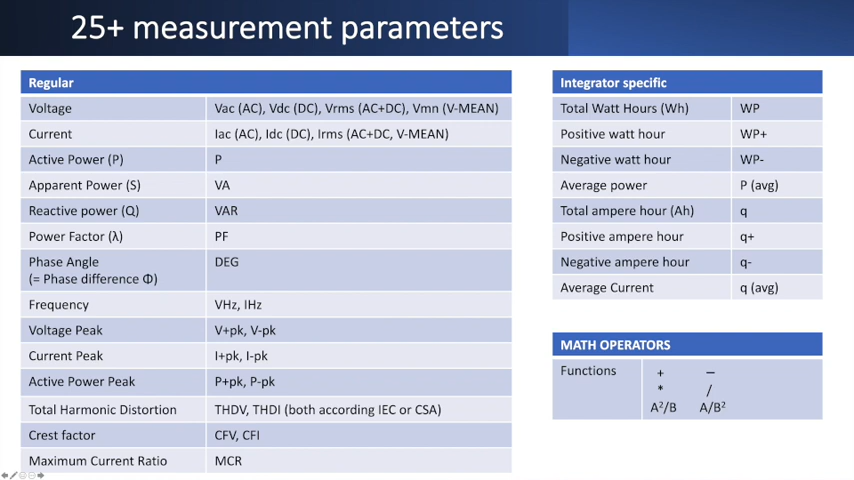 25+ measurement parameters
Regular
Voltage Vac (AC), Vdc (DC), Vrms (AC+DC), Vmn (V-MEAN)
Current Iac (AC), Idc (DC), Irms (AC+DC, V-MEAN)
Active Power (P) P
Apparent Power (S) VA
Reactive power (Q) VAR
Power Factor (λ) PF
Phase Angle DEG
(= Phase difference Φ)
Frequency VHz, IHz
Voltage Peak V+pk, V-pk
Current Peak I+pk, I-pk
Active Power Peak P+pk, P-pk
Total Harmonic Distortion THDV, THDI (both according IEC or CSA)
Crest factor CFV, CFI
Maximum Current Ratio MCR
Integrator specific
Total Watt Hours (Wh) WP
Positive watt hour WP+
Negative watt hour WP-
Average power P (avg)
Total ampere hour (Ah) q
Positive ampere hour q+
Negative ampere hour q-
Average Current q (avg)
MATH OPERATORS
Functions + −
* /
A²/B A/B²